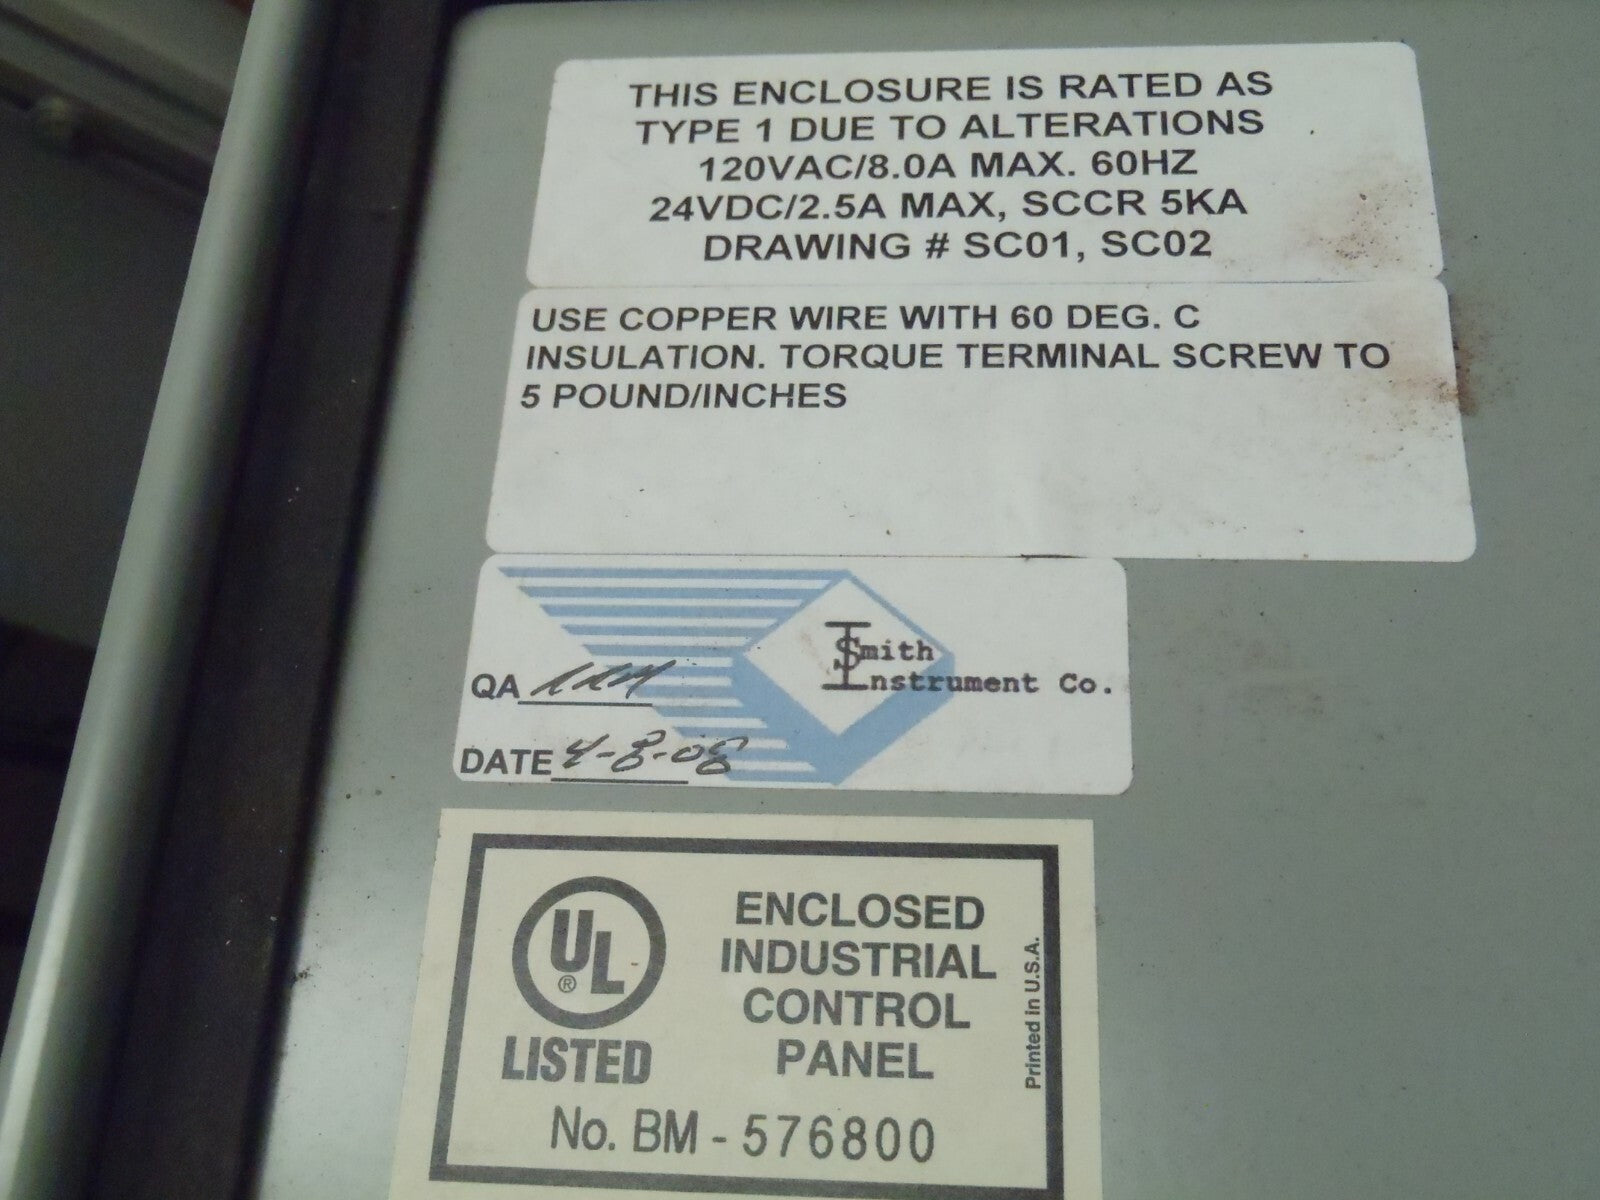 THIS ENCLOSURE IS RATED AS
TYPE 1 DUE TO ALTERATIONS
120VAC/8.0A MAX. 60HZ
24VDC/2.5A MAX, SCCR 5KA
DRAWING # SC01, SC02
USE COPPER WIRE WITH 60 DEG. C
INSULATION. TORQUE TERMINAL SCREW TO
5 POUND/INCHES
Smith
Instrument Co.
QA
DATE 4-8-08
UL
®
LISTED
ENCLOSED
INDUSTRIAL
CONTROL
PANEL
Printed in U.S.A.
No. BM - 576800